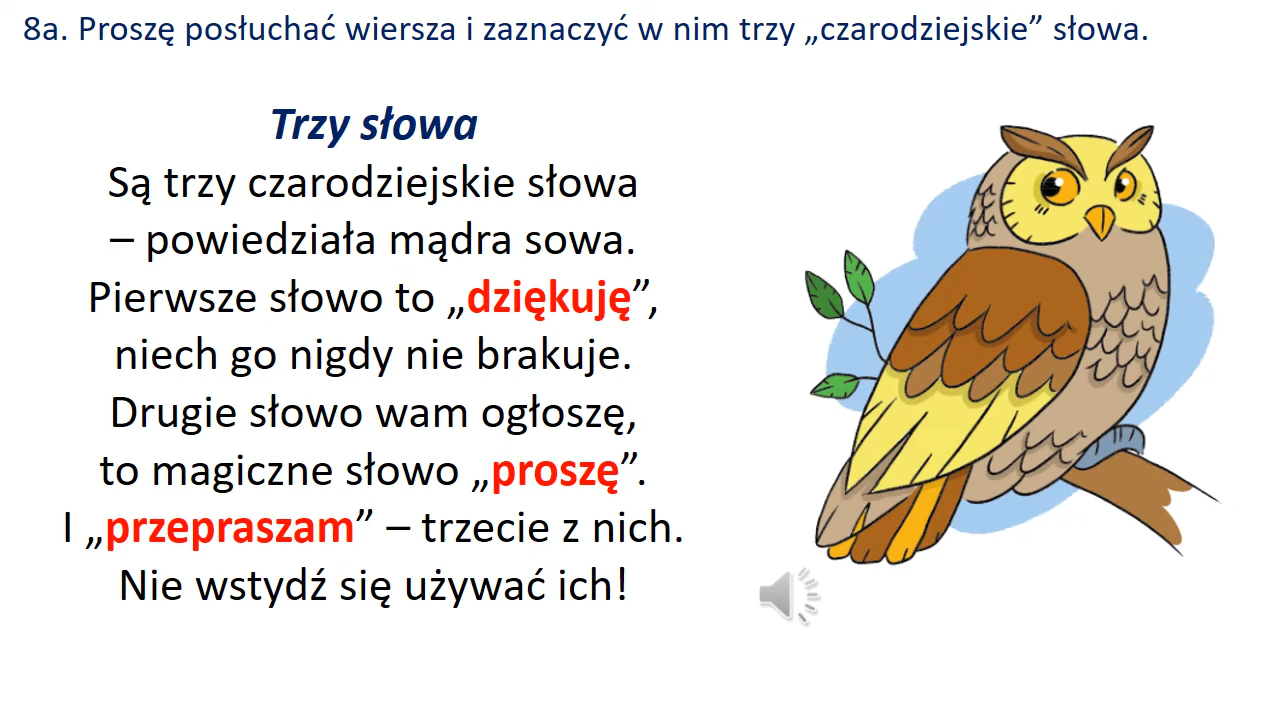 8a. Proszę posłuchać wiersza i zaznaczyć w nim trzy „czarodziejskie” słowa.
Trzy słowa
Są trzy czarodziejskie słowa
– powiedziała mądra sowa.
Pierwsze słowo to „dziękuję”,
niech go nigdy nie brakuje.
Drugie słowo wam ogłoszę,
to magiczne słowo „proszę”.
I „przepraszam” – trzecie z nich.
Nie wstydź się używać ich!